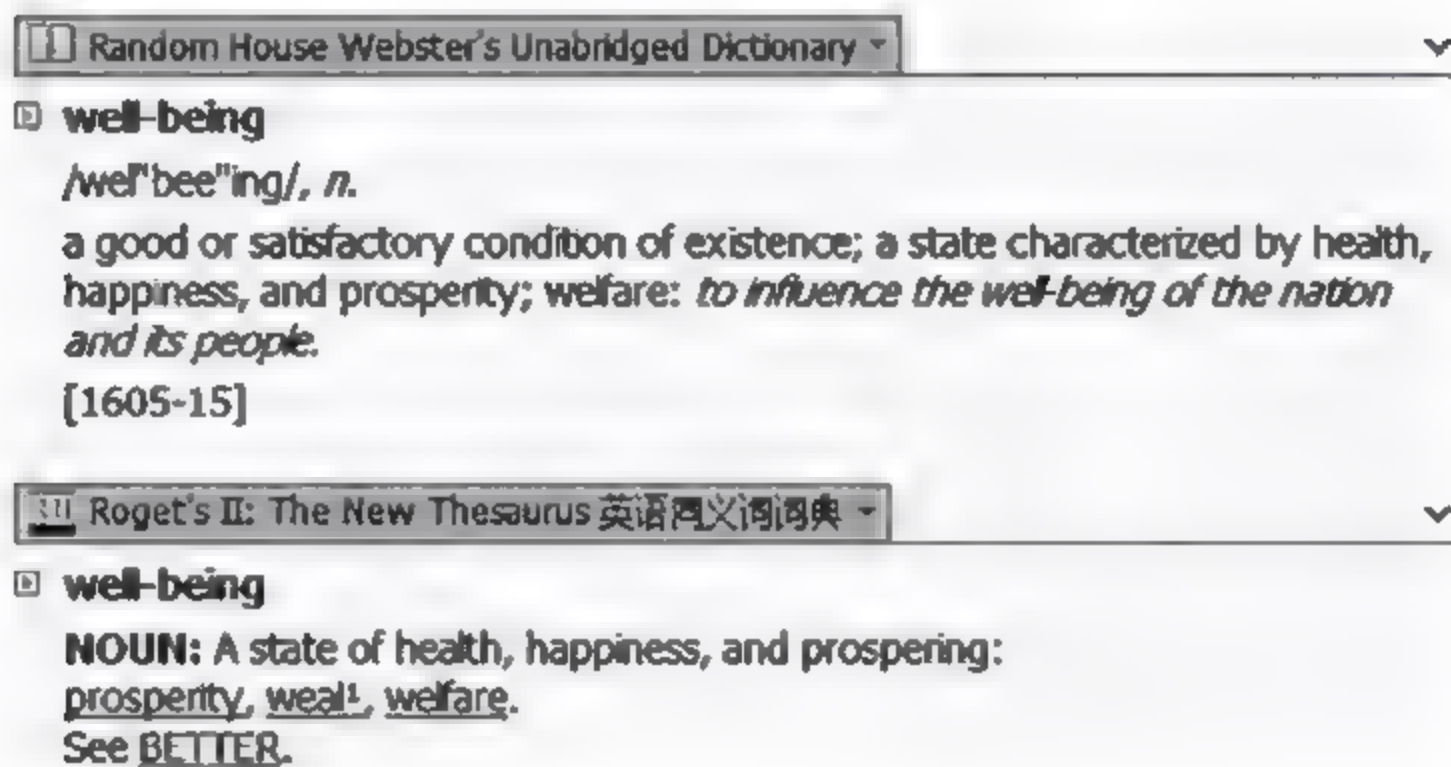 Random House Webster's Unabridged Dictionary
well-being
/wel"bee"ing/, n.
a good or satisfactory condition of existence; a state characterized by health,
happiness, and prosperity; welfare: to influence the well-being of the nation
and its people.
[1605-15]
Roget's II: The New Thesaurus 英语同义词词典
well-being
NOUN: A state of health, happiness, and prospering:
prosperity, weal¹, welfare.
See BETTER.